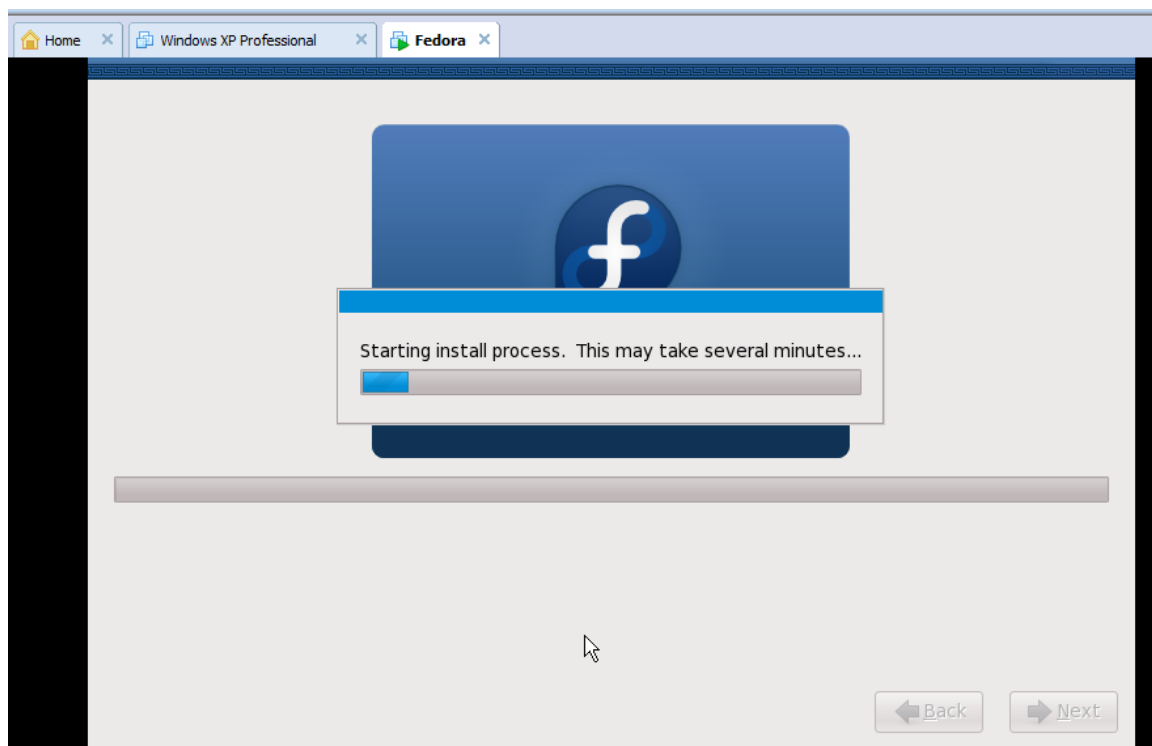 Home
Windows XP Professional
Fedora
Starting install process.  This may take several minutes...
Back
Next